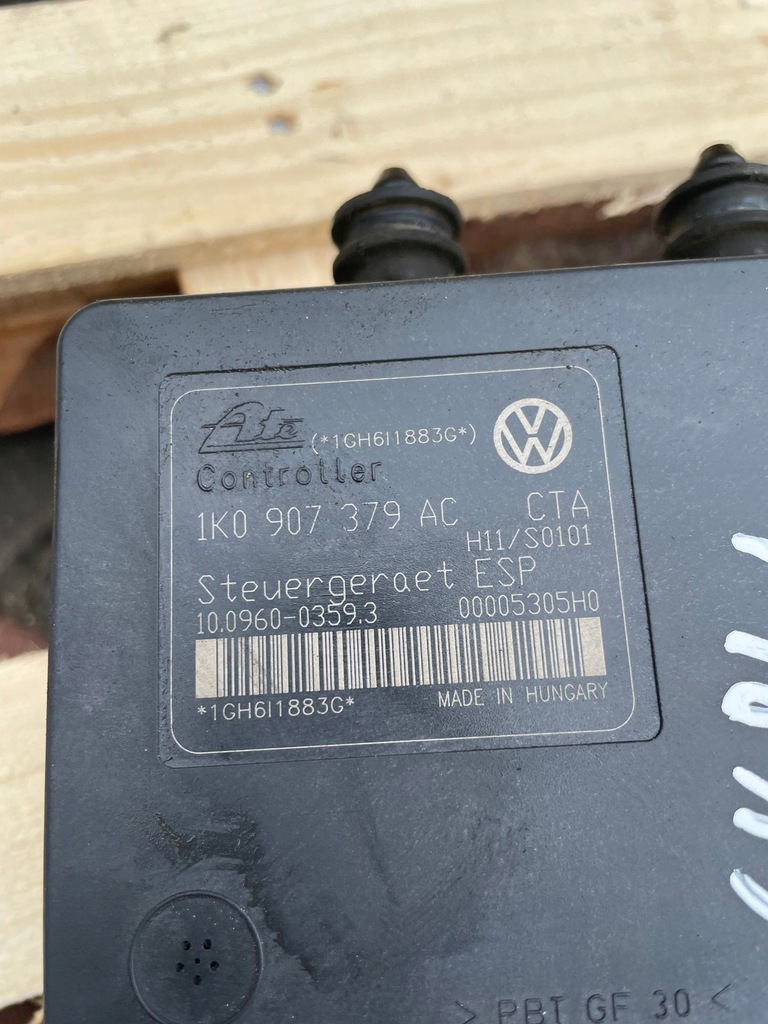 Ate (*1GH6I1883G*)
Controller
1K0 907 379 AC CTA
H11/S0101
Steuergeraet ESP
10.0960-0359.3 00005305H0
*1GH6I1883G* MADE IN HUNGARY
> PBT GF 30 <